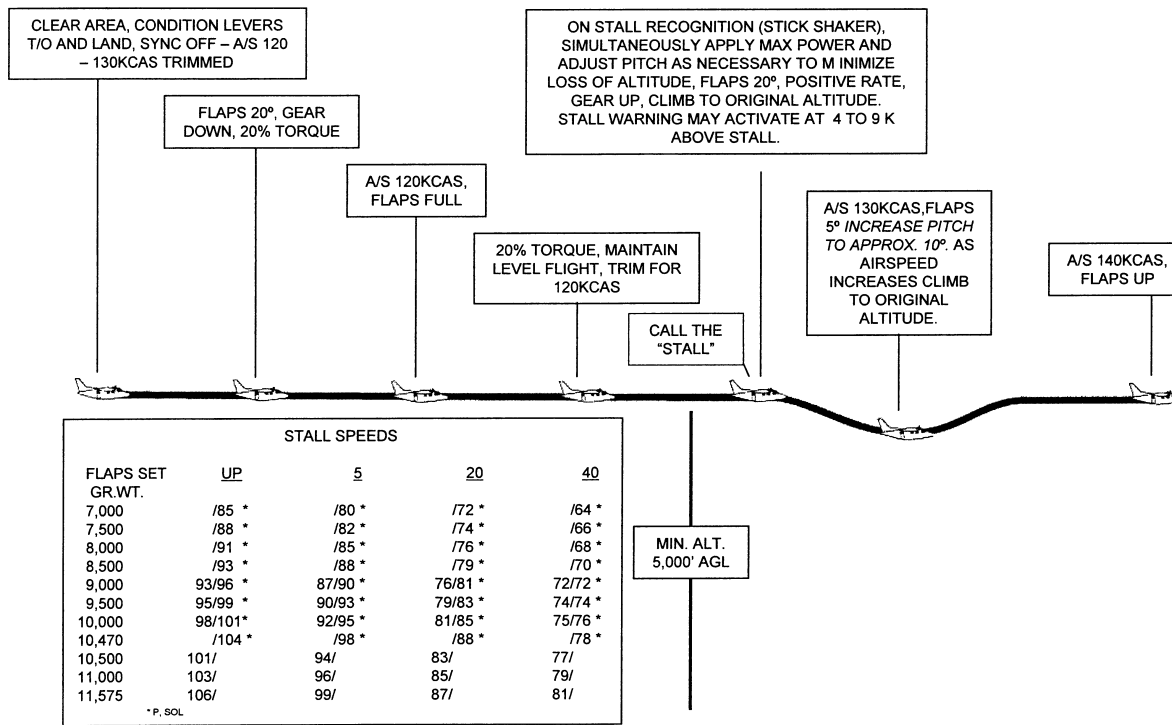 CLEAR AREA, CONDITION LEVERS
T/O AND LAND, SYNC OFF – A/S 120
– 130KCAS TRIMMED
FLAPS 20º, GEAR
DOWN, 20% TORQUE
A/S 120KCAS,
FLAPS FULL
20% TORQUE, MAINTAIN
LEVEL FLIGHT, TRIM FOR
120KCAS
ON STALL RECOGNITION (STICK SHAKER),
SIMULTANEOUSLY APPLY MAX POWER AND
ADJUST PITCH AS NECESSARY TO M INIMIZE
LOSS OF ALTITUDE, FLAPS 20º, POSITIVE RATE,
GEAR UP, CLIMB TO ORIGINAL ALTITUDE.
STALL WARNING MAY ACTIVATE AT 4 TO 9 K
ABOVE STALL.
CALL THE
“STALL”
A/S 130KCAS,FLAPS
5º INCREASE PITCH
TO APPROX. 10º. AS
AIRSPEED
INCREASES CLIMB
TO ORIGINAL
ALTITUDE.
A/S 140KCAS,
FLAPS UP
MIN. ALT.
5,000' AGL
STALL SPEEDS
FLAPS SET UP 5 20 40
GR.WT.
7,000 /85 * /80 * /72 * /64 *
7,500 /88 * /82 * /74 * /66 *
8,000 /91 * /85 * /76 * /68 *
8,500 /93 * /88 * /79 * /70 *
9,000 93/96 * 87/90 * 76/81 * 72/72 *
9,500 95/99 * 90/93 * 79/83 * 74/74 *
10,000 98/101* 92/95 * 81/85 * 75/76 *
10,470 /104 * /98 * /88 * /78 *
10,500 101/ 94/ 83/ 77/
11,000 103/ 96/ 85/ 79/
11,575 106/ 99/ 87/ 81/
* P, SOL